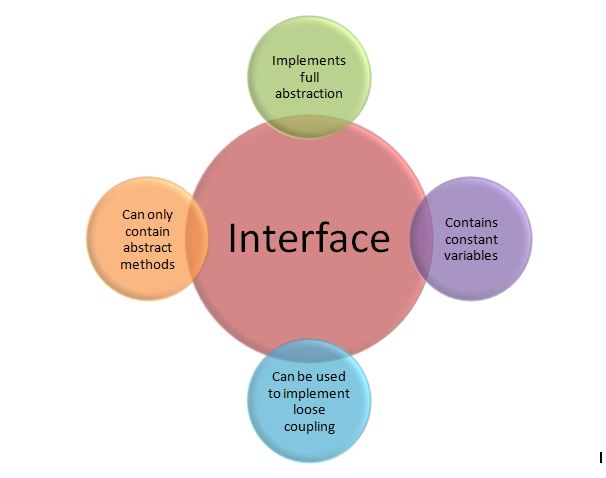 Implements
full
abstraction
Can only
contain
abstract
methods
Interface
Contains
constant
variables
Can be used
to implement
loose
coupling
I